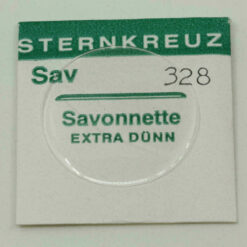 STERNKREUZ
Sav 328
Savonnette
EXTRA DÜNN